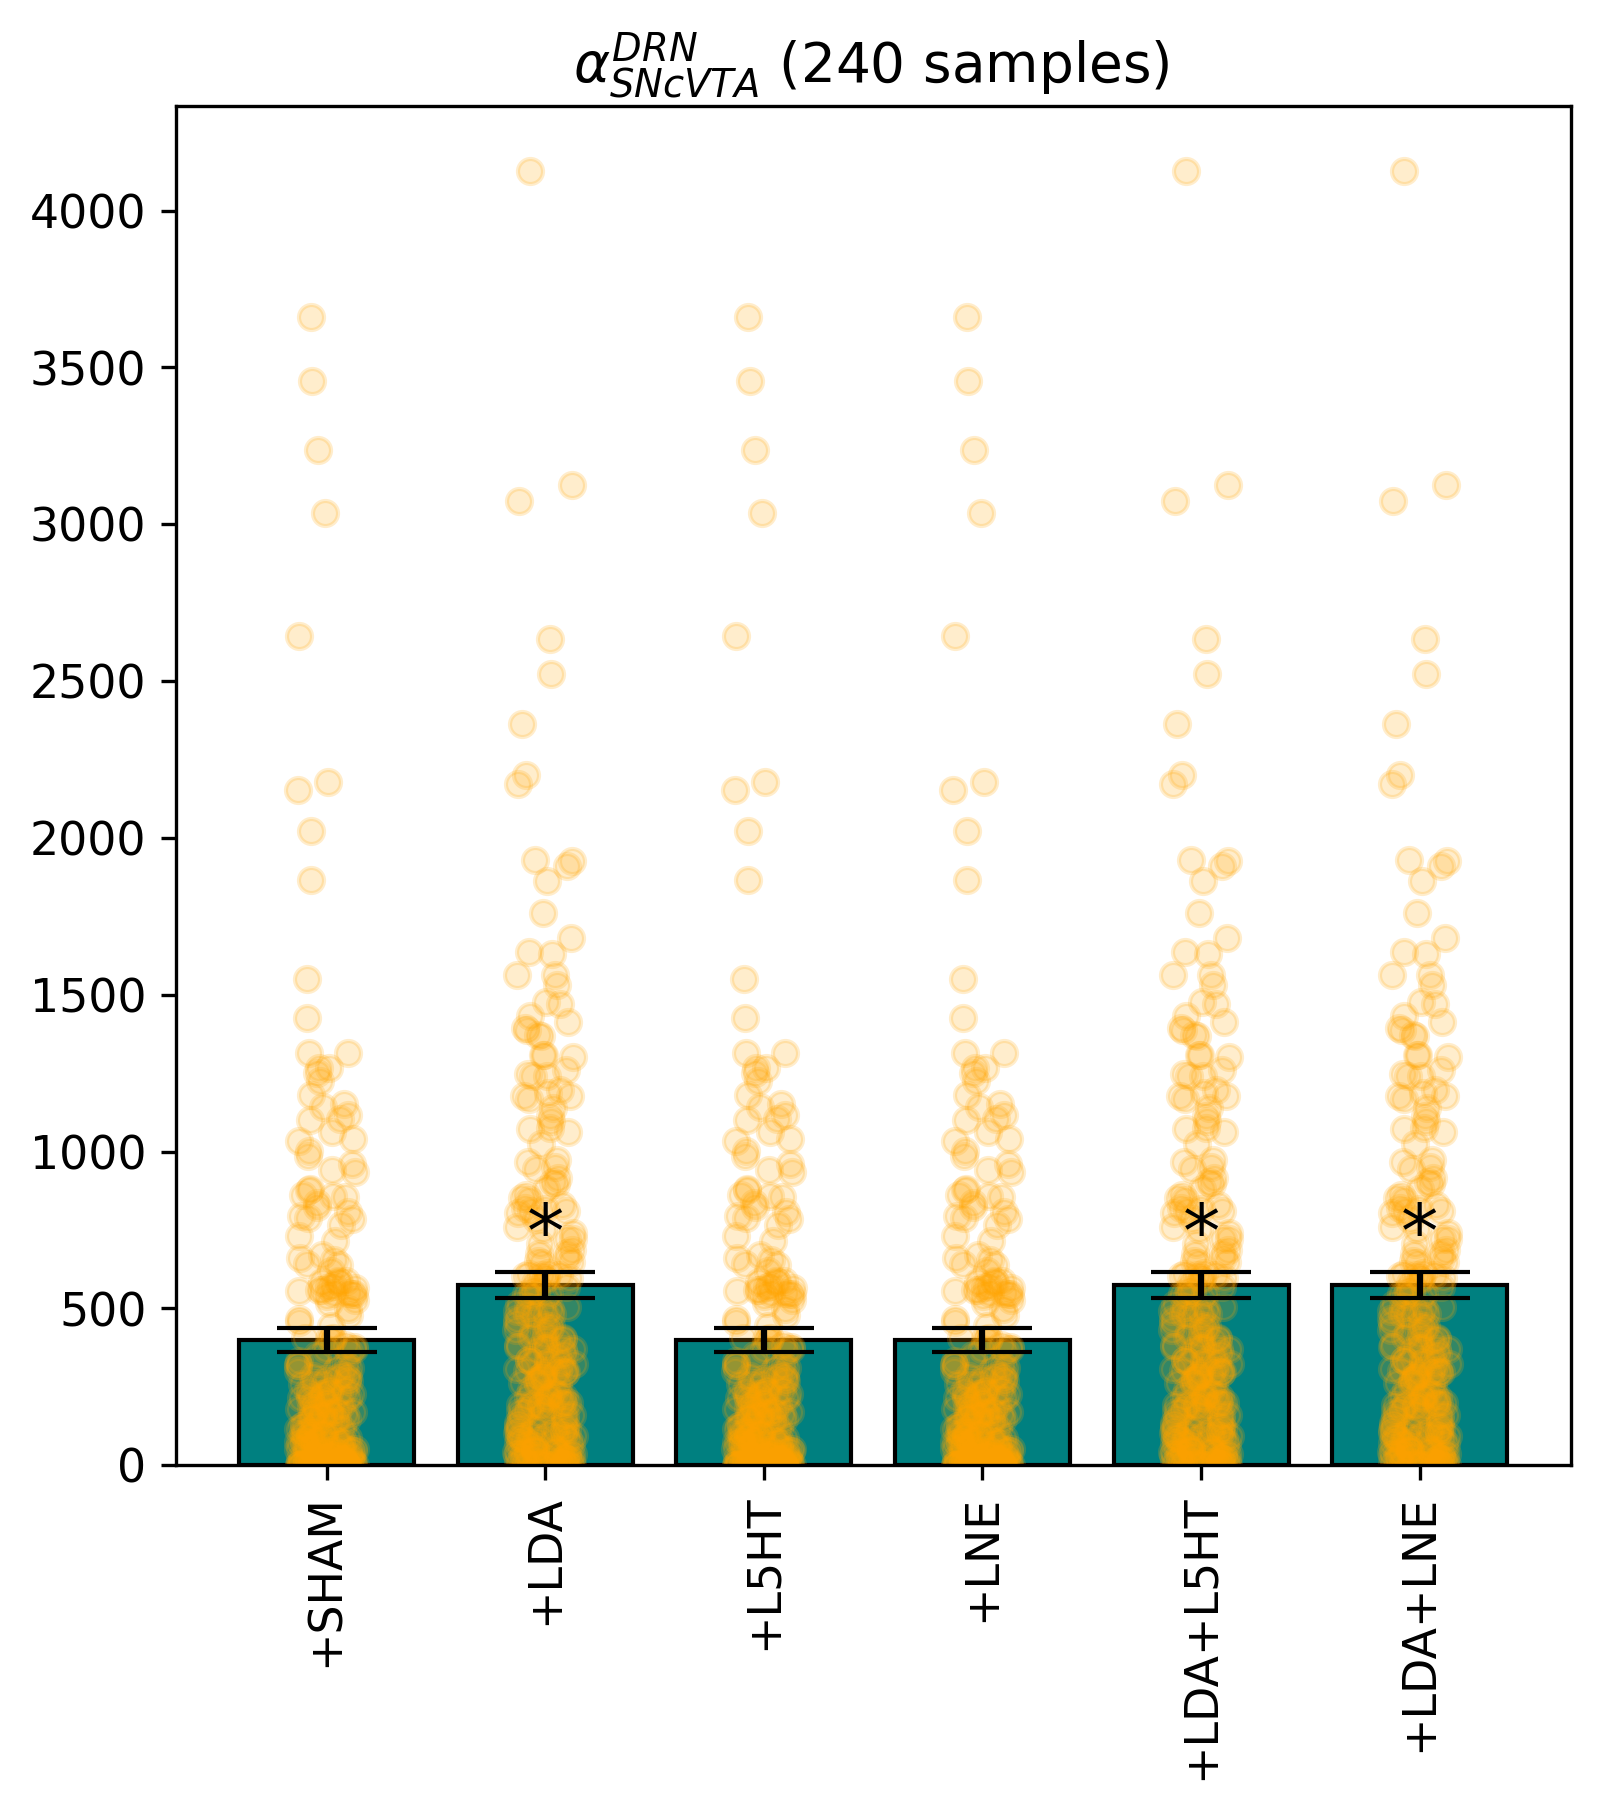 α^{DRN}_{SNcVTA} (240 samples)
4000
3500
3000
2500
2000
1500
1000
500
0
*
*
*
+SHAM
+LDA
+L5HT
+LNE
+LDA+L5HT
+LDA+LNE